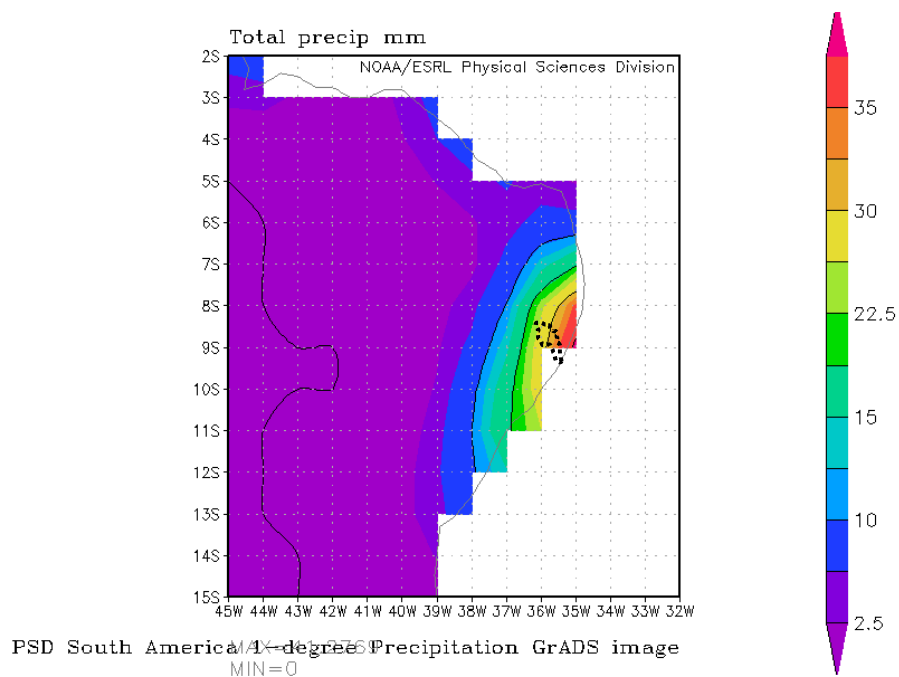 Total precip mm
NOAA/ESRL Physical Sciences Division
2S
3S
4S
5S
6S
7S
8S
9S
10S
11S
12S
13S
14S
15S
45W 44W 43W 42W 41W 40W 39W 38W 37W 36W 35W 34W 33W 32W
35
30
22.5
15
10
2.5
PSD South America 1-degree Precipitation GrADS image
MIN=0